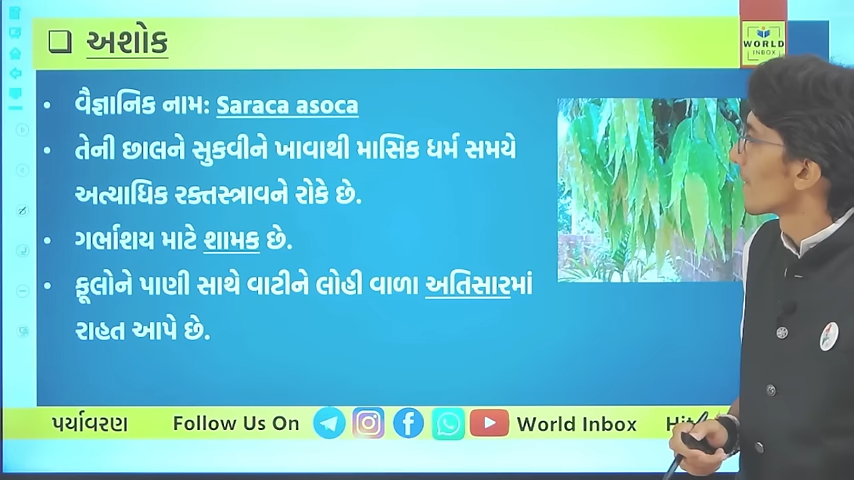 ❑ અશોક
WORLD
INBOX
• વૈજ્ઞાનિક નામ: Saraca asoca
• તેની છાલને સુકવીને ખાવાથી માસિક ધર્મ સમયે
અત્યાધિક રક્તસ્ત્રાવને રોકે છે.
• ગર્ભાશય માટે શામક છે.
• ફૂલોને પાણી સાથે વાટીને લોહી વાળા અતિસારમાં
રાહત આપે છે.
પર્યાવરણ Follow Us On World Inbox